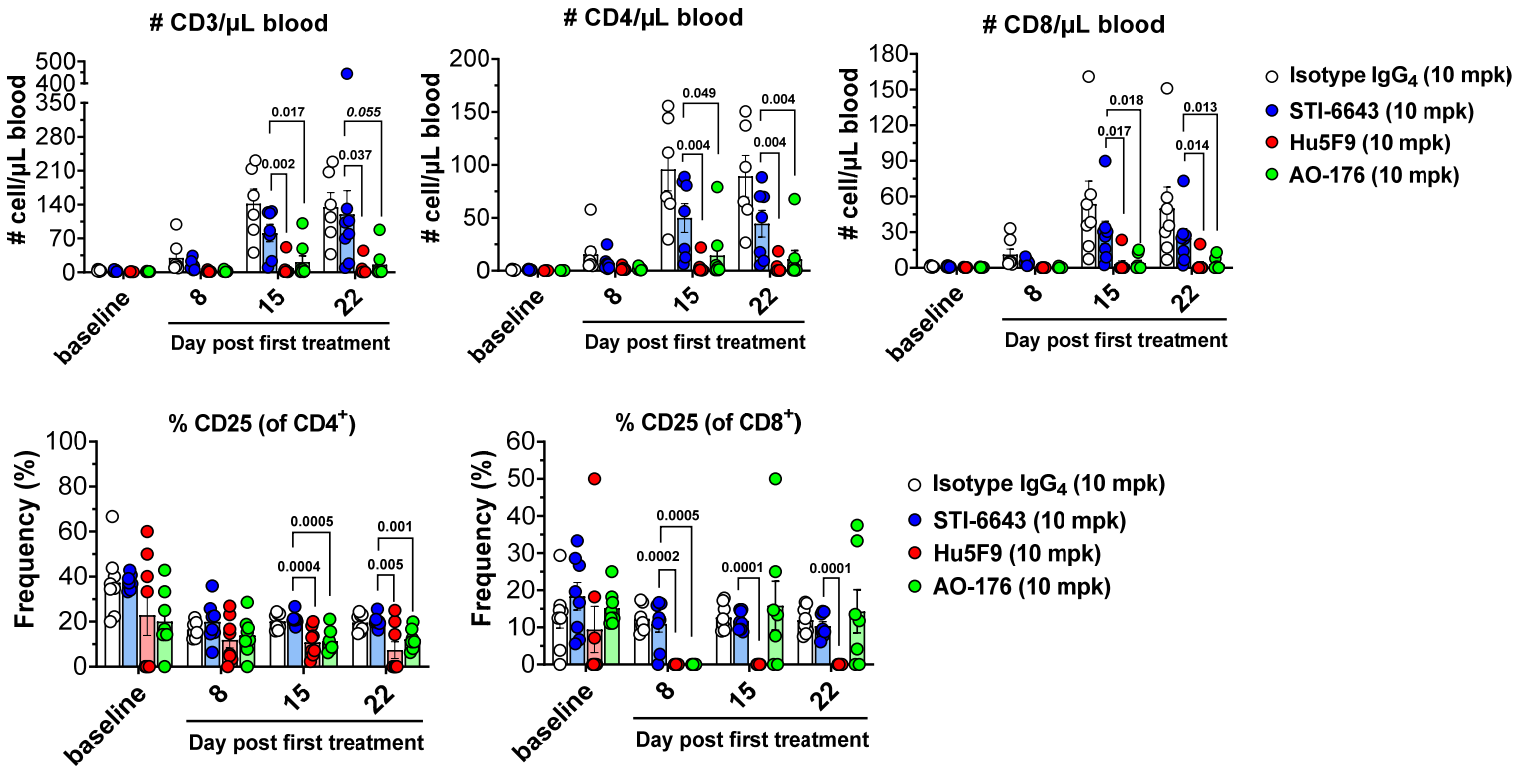 # CD3/µL blood
# cell/µL blood
500
400
350
280
210
140
70
0
0.017
0.002
0.055
0.037
baseline
8
15
22
Day post first treatment
# CD4/µL blood
# cell/µL blood
200
150
100
50
0
0.049
0.004
0.004
0.004
baseline
8
15
22
Day post first treatment
# CD8/µL blood
# cell/µL blood
180
150
120
90
60
30
0
0.018
0.017
0.013
0.014
baseline
8
15
22
Day post first treatment
Isotype IgG4 (10 mpk)
STI-6643 (10 mpk)
Hu5F9 (10 mpk)
AO-176 (10 mpk)
% CD25 (of CD4+)
Frequency (%)
100
80
60
40
20
0
0.0005
0.0004
0.001
0.005
baseline
8
15
22
Day post first treatment
% CD25 (of CD8+)
Frequency (%)
60
50
40
30
20
10
0
0.0005
0.0002
0.0001
0.0001
baseline
8
15
22
Day post first treatment
Isotype IgG4 (10 mpk)
STI-6643 (10 mpk)
Hu5F9 (10 mpk)
AO-176 (10 mpk)